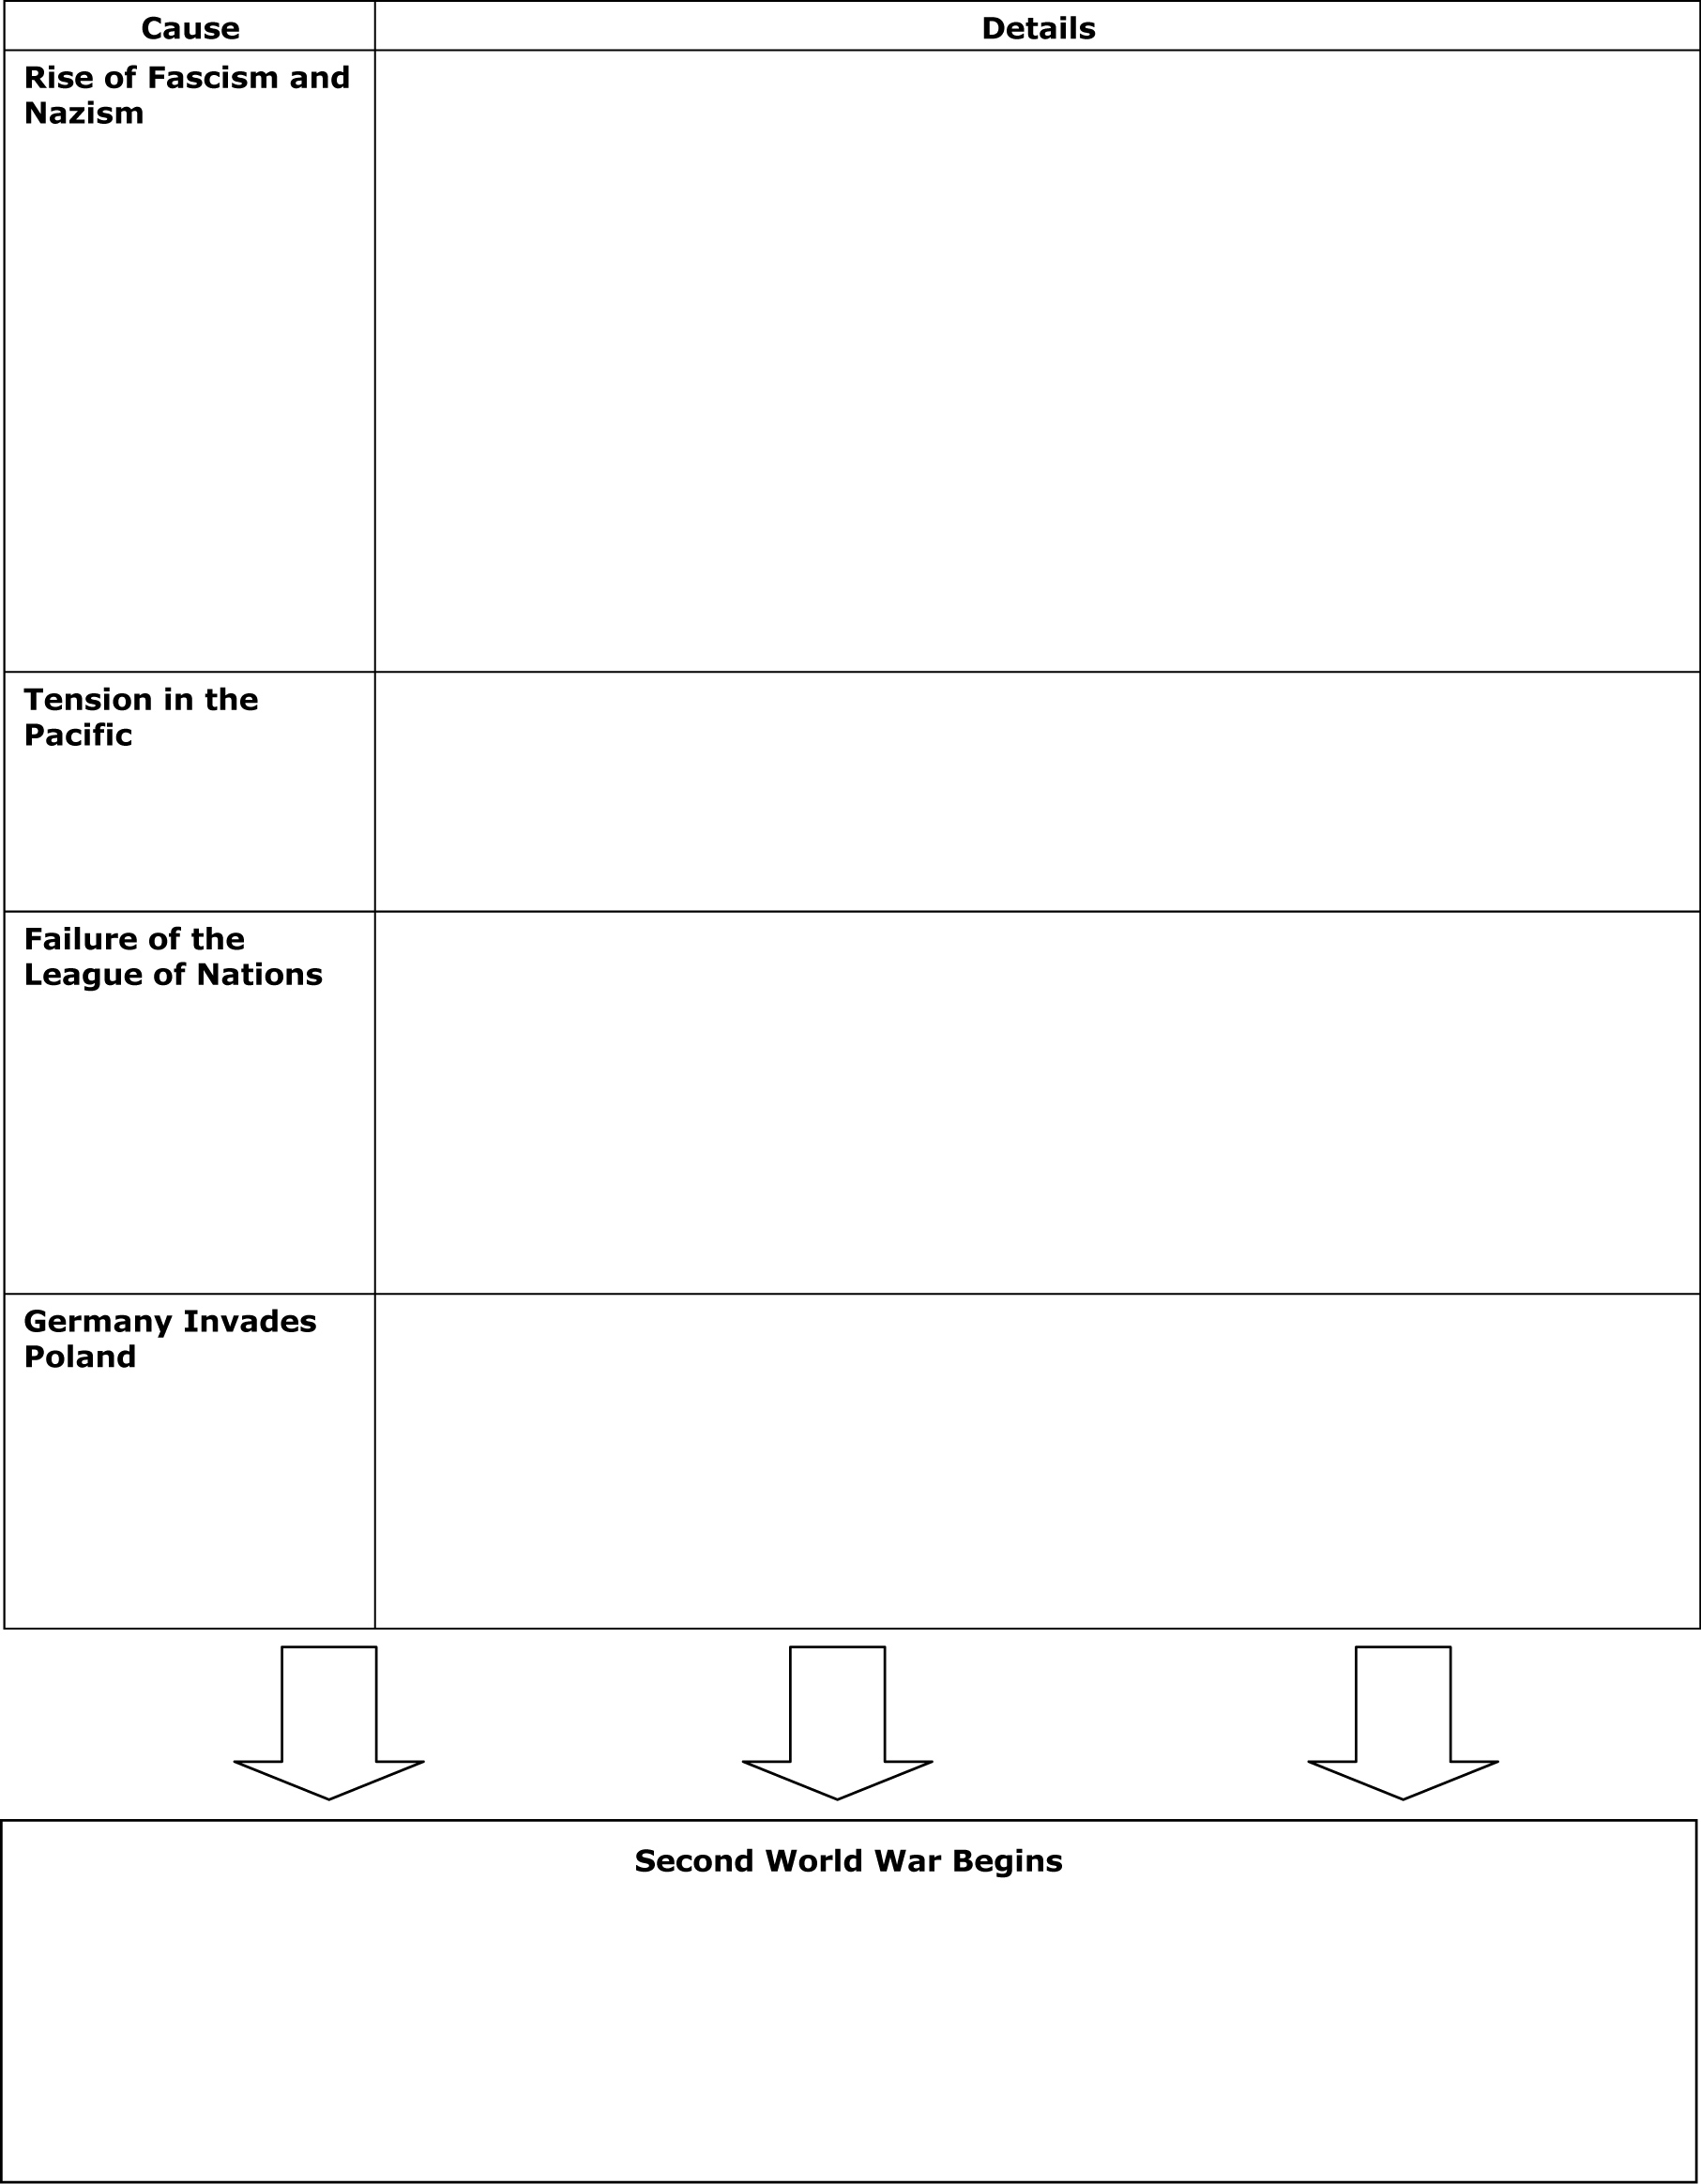 Cause
Details
Rise of Fascism and
Nazism
Tension in the
Pacific
Failure of the
League of Nations
Germany Invades
Poland
Second World War Begins